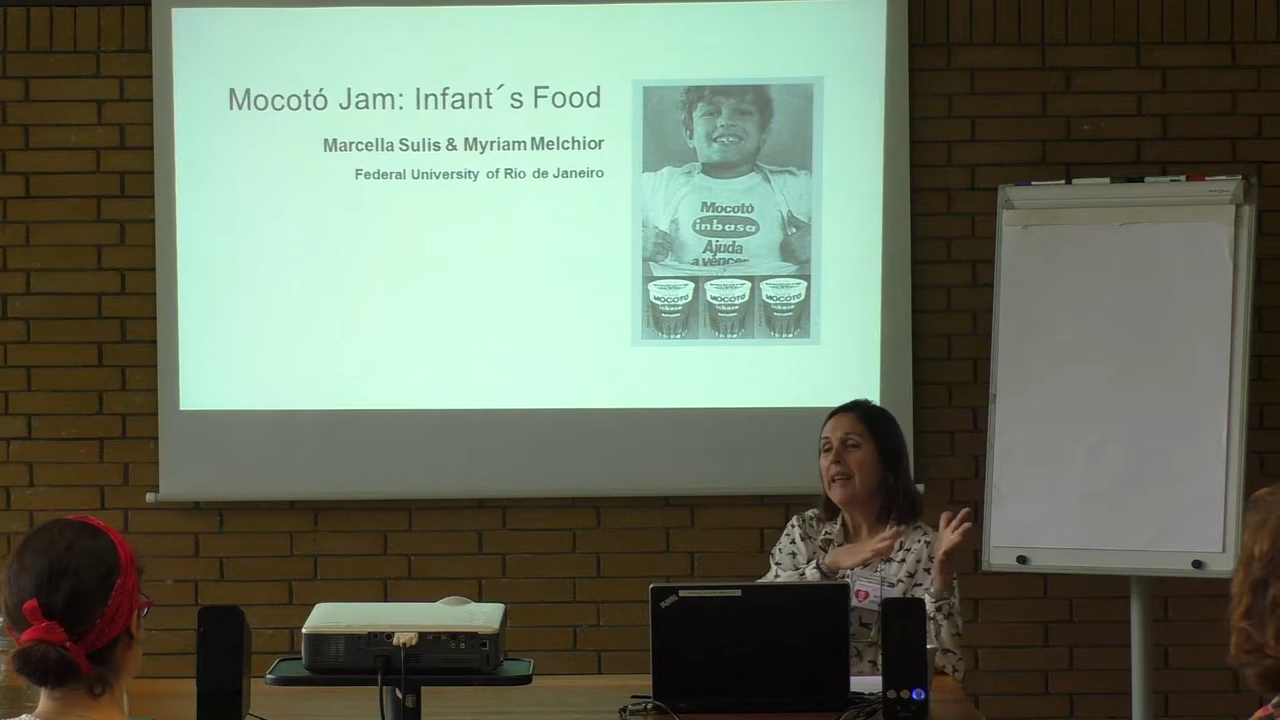 Mocotó Jam: Infant´s Food
Marcella Sulis & Myriam Melchior
Federal University of Rio de Janeiro
Mocotó
inbasa
Ajuda
a vencer
MOCOTÓ MOCOTÓ MOCOTÓ
inbasa inbasa inbasa